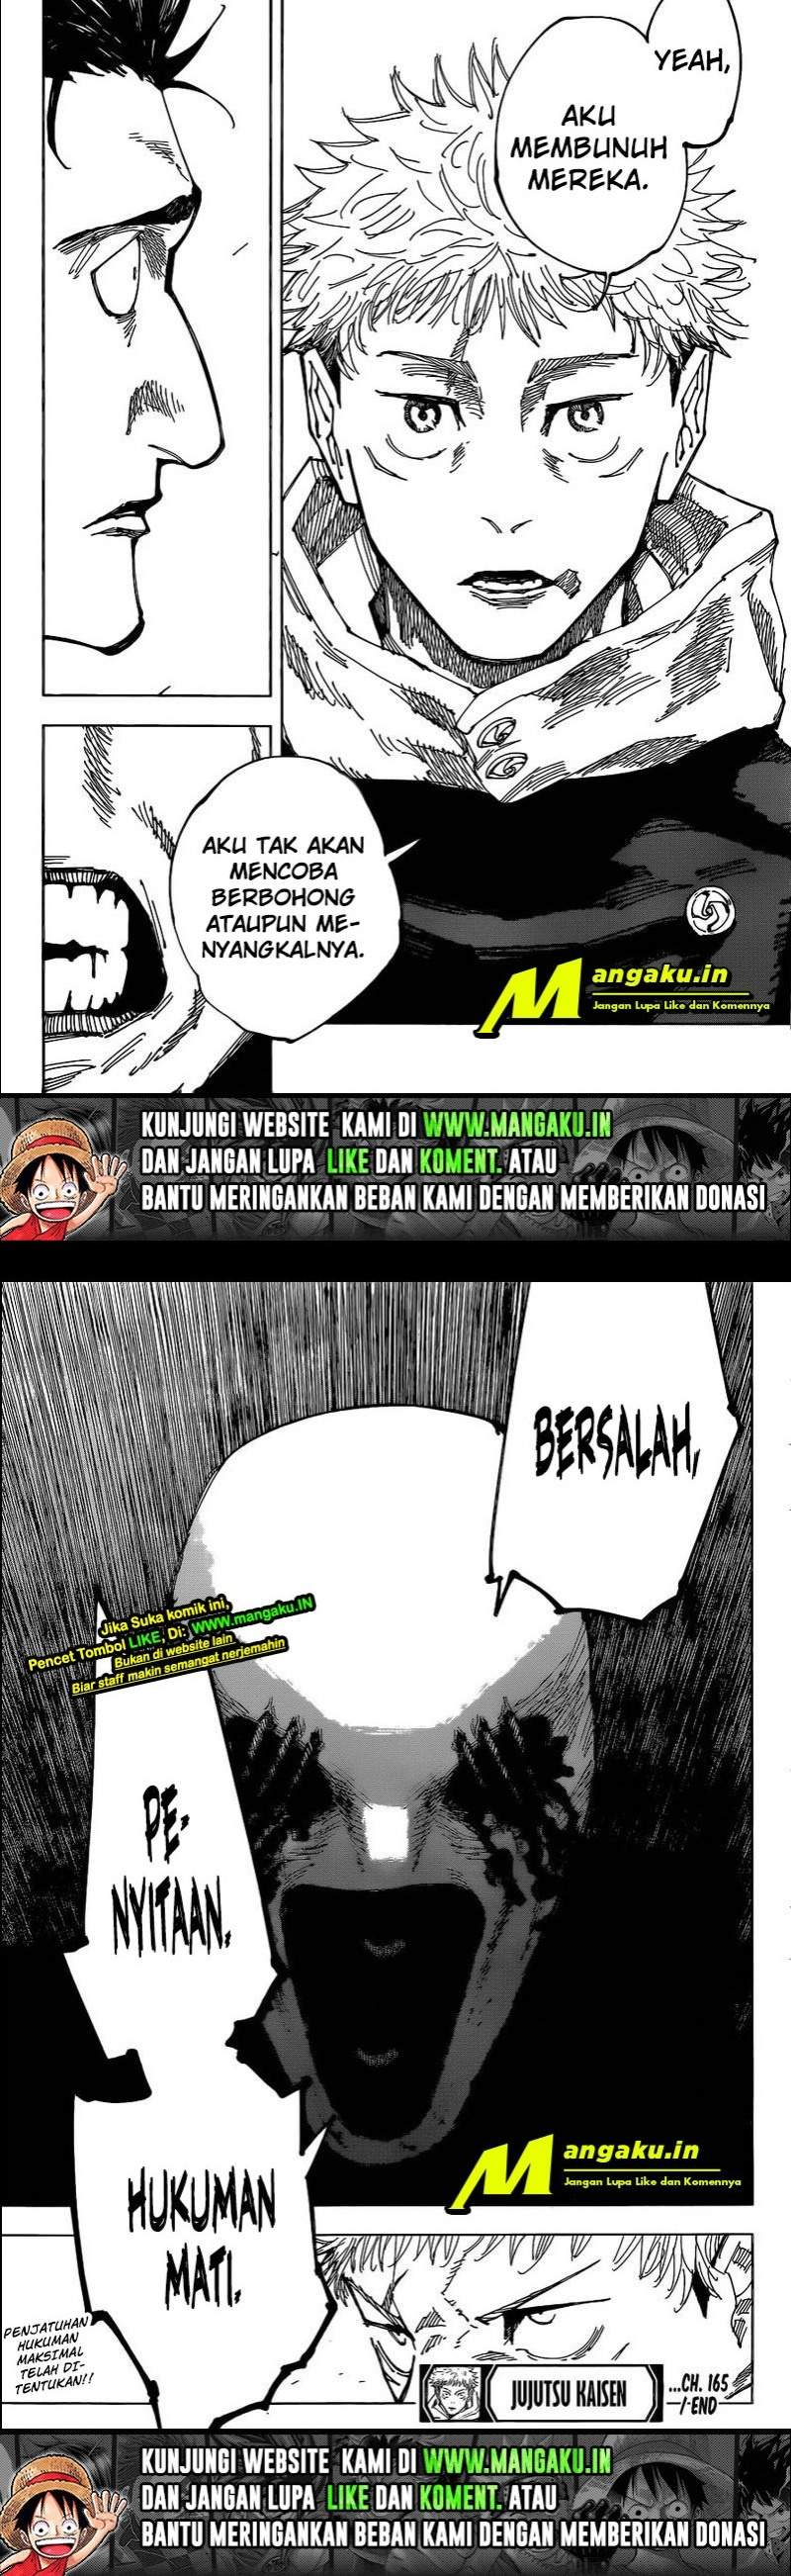 YEAH,
AKU
MEMBUNUH
MEREKA.
AKU TAK AKAN
MENCOBA
BERBOHONG
ATAUPUN ME-
NYANGKALNYA.
Mangaku.in
Jangan Lupa Like dan Komennya
KUNJUNGI WEBSITE KAMI DI WWW.MANGAKU.IN
DAN JANGAN LUPA LIKE DAN KOMENT. ATAU
BANTU MERINGANKAN BEBAN KAMI DENGAN MEMBERIKAN DONASI
BERSALAH,
Jika Suka komik ini,
Pencet Tombol LIKE, Di: WWW.mangaku.IN
Bukan di website lain
Biar staff makin semangat nerjemahin
PE-
NYITAAN.
HUKUMAN
MATI.
Mangaku.in
Jangan Lupa Like dan Komennya
PENJATUHAN
HUKUMAN
MAKSIMAL
TELAH DI-
TENTUKAN!!
JUJUTSU KAISEN
...CH. 165
/ END
KUNJUNGI WEBSITE KAMI DI WWW.MANGAKU.IN
DAN JANGAN LUPA LIKE DAN KOMENT. ATAU
BANTU MERINGANKAN BEBAN KAMI DENGAN MEMBERIKAN DONASI